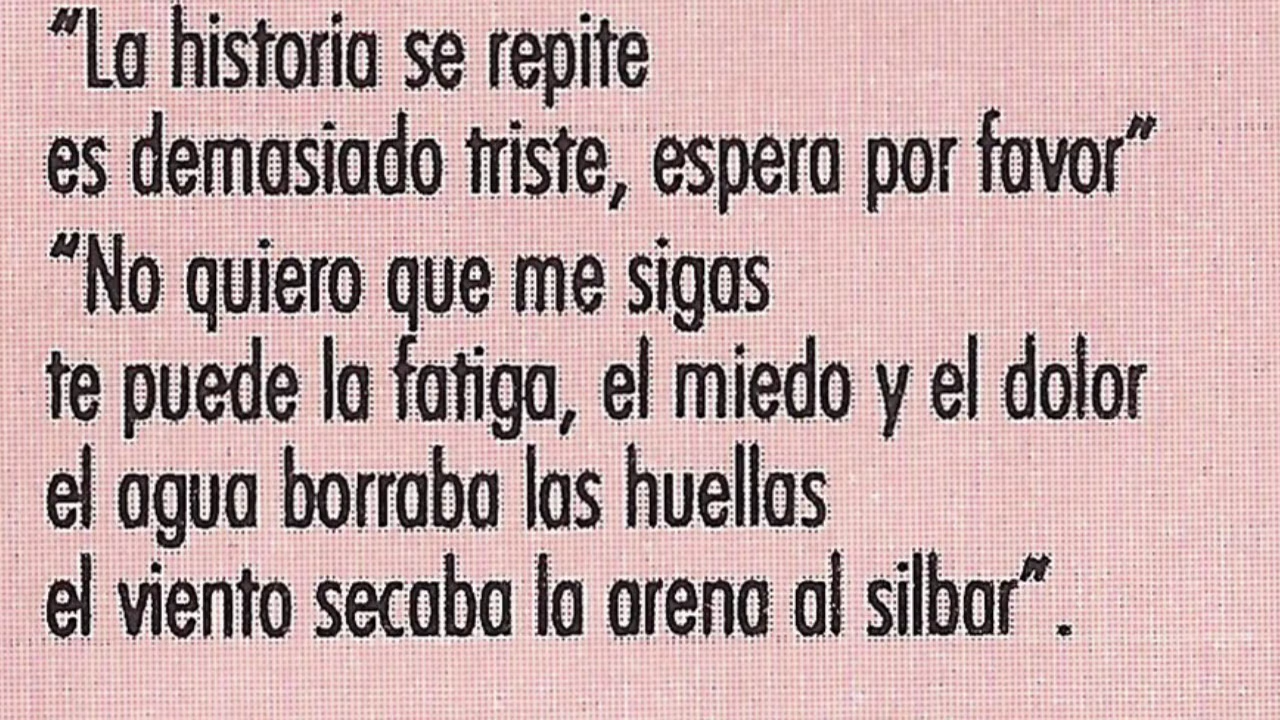 “La historia se repite
es demasiado triste, espera por favor”
“No quiero que me sigas
te puede la fatiga, el miedo y el dolor
el agua borraba las huellas
el viento secaba la arena al silbar”.